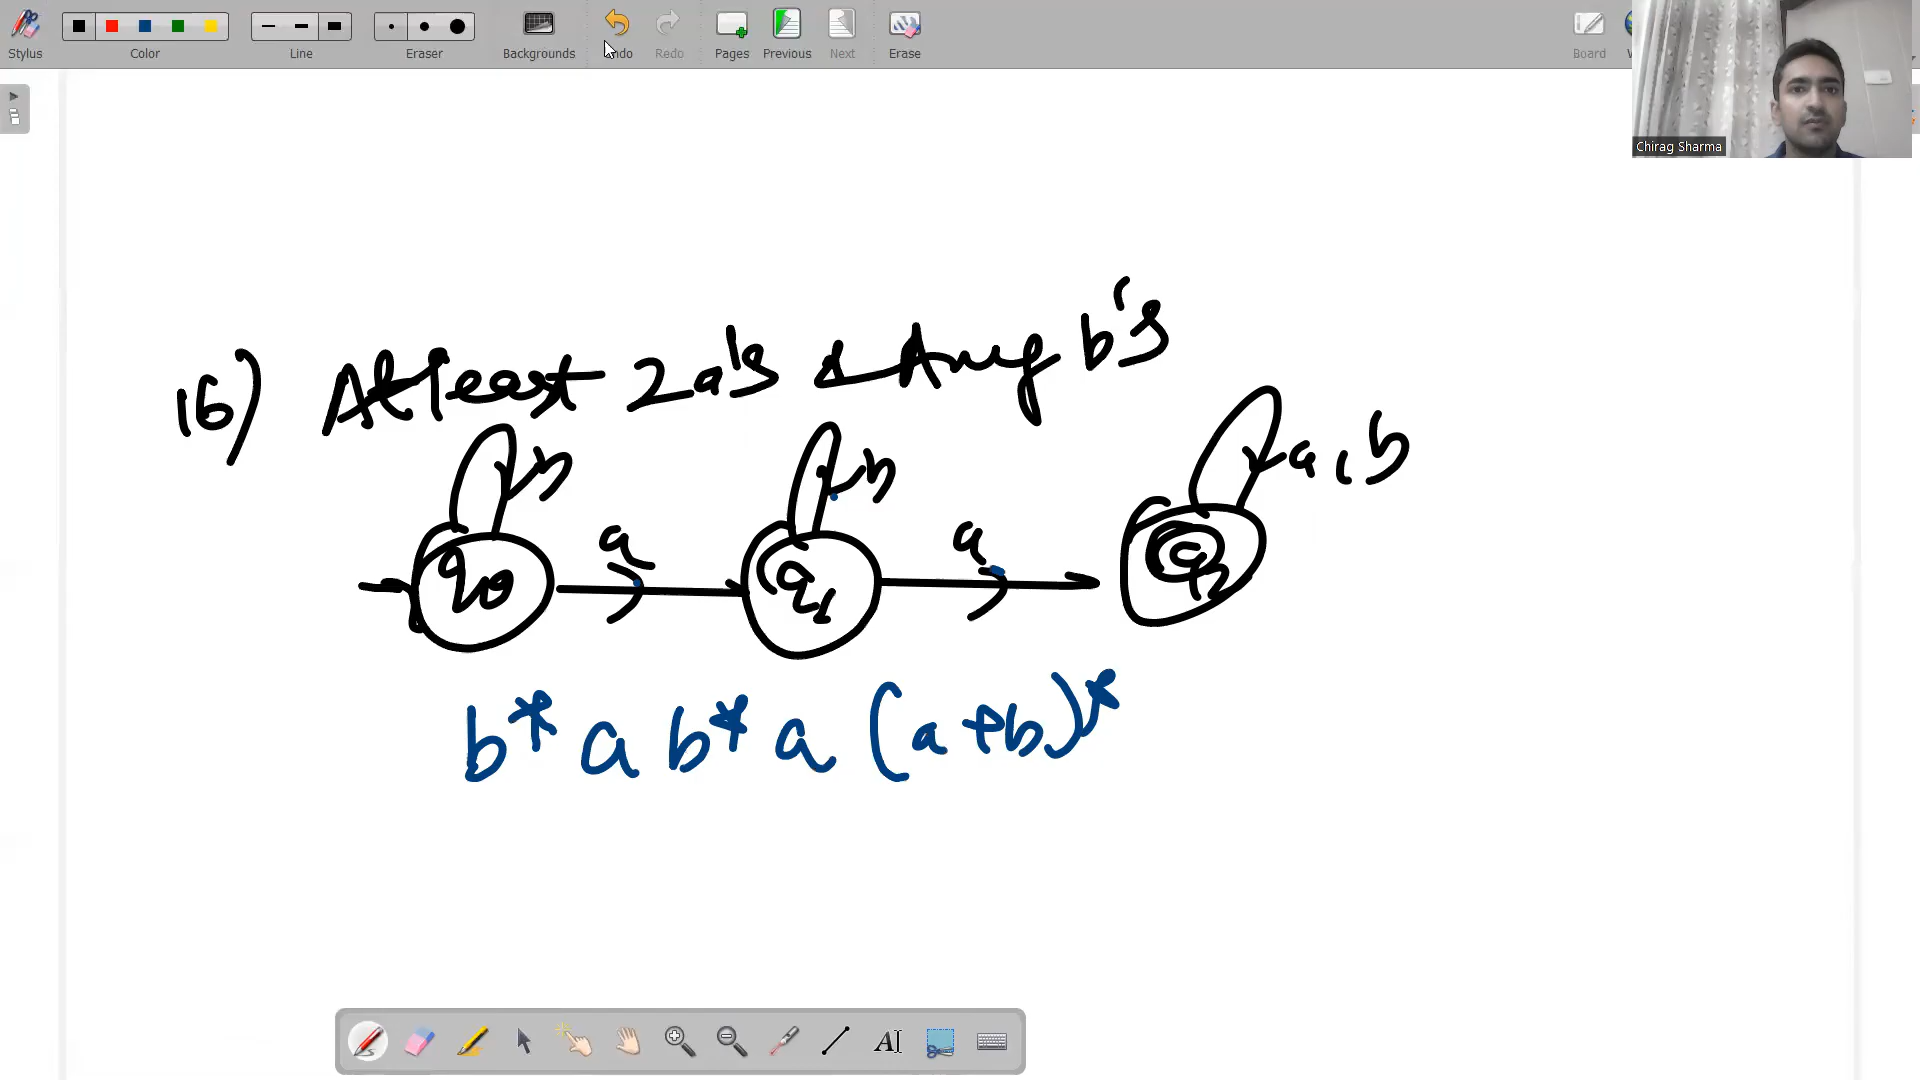 Stylus Color Line Eraser Backgrounds Undo Redo Pages Previous Next Erase Board
Chirag Sharma
16) Atleast 2a's & Any b's
b b a, b
a a
q0 q1 q2
b* a b* a (a+b)*